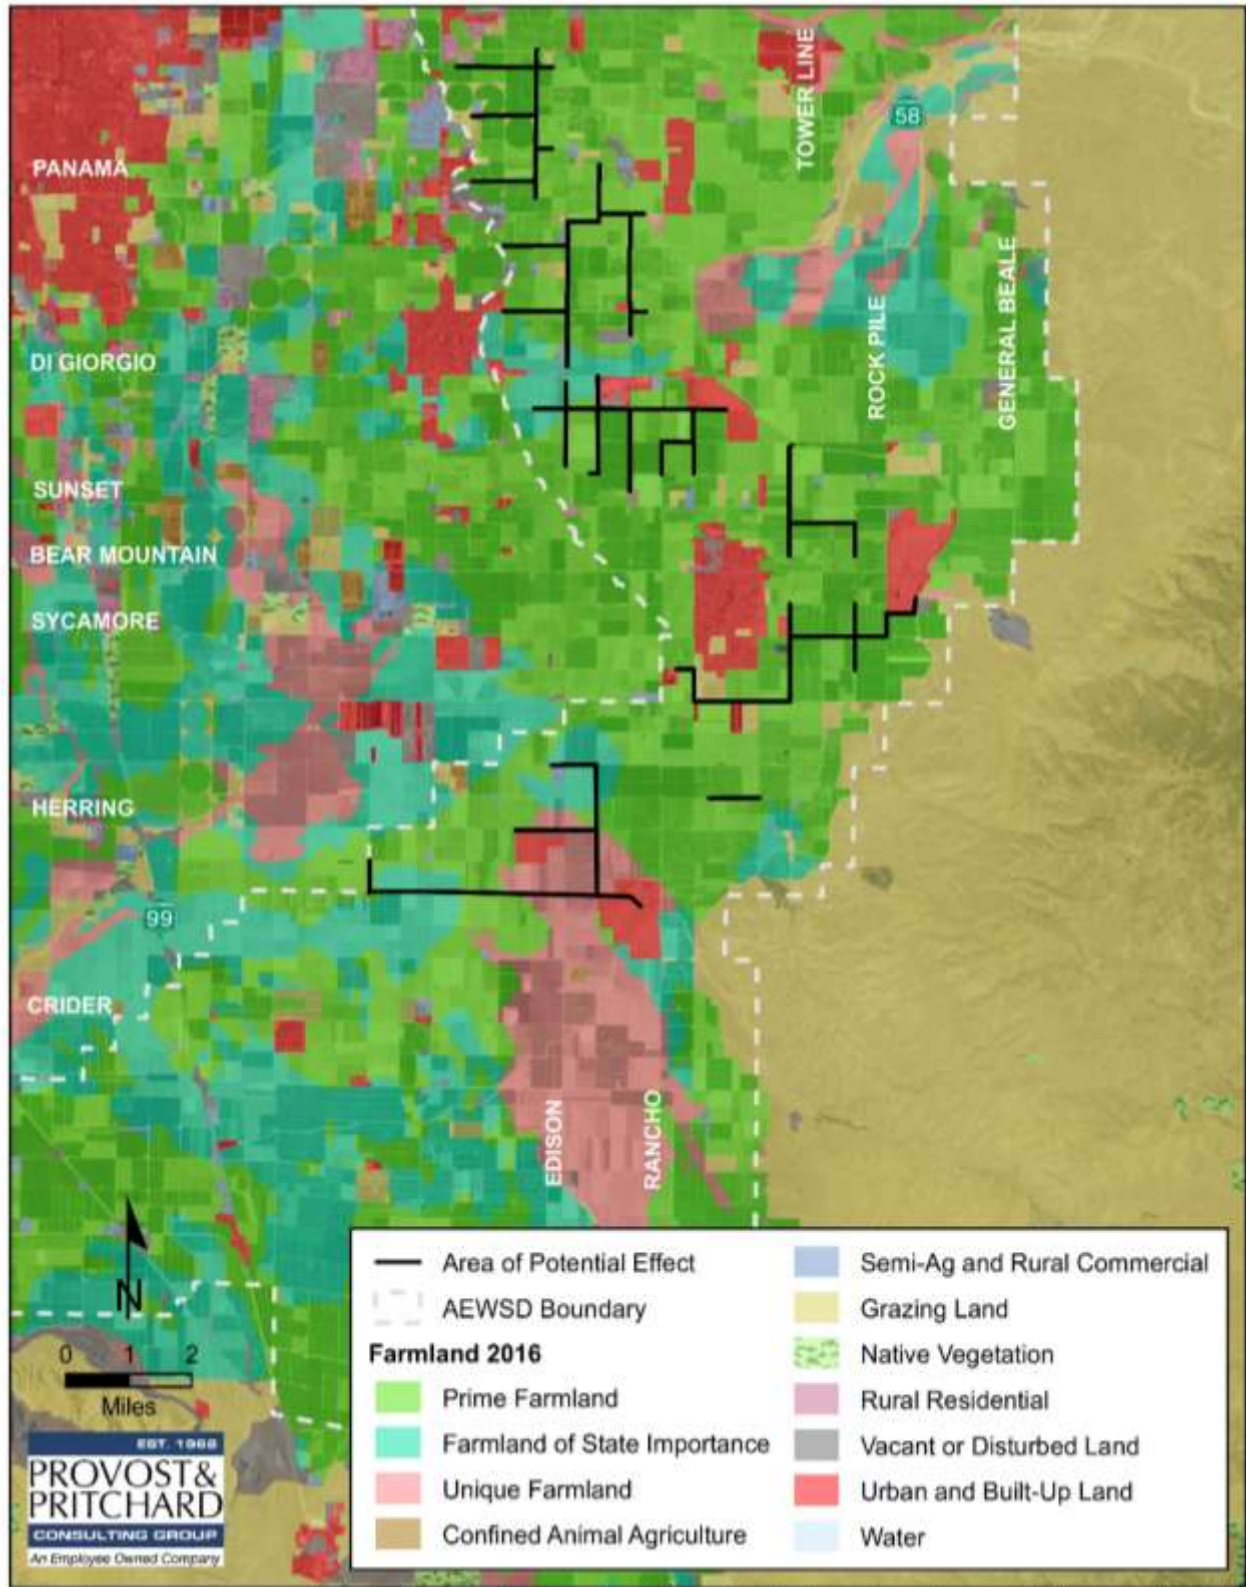 TOWER LINE
58
PANAMA
GENERAL BEALE
ROCK PILE
DI GIORGIO
SUNSET
BEAR MOUNTAIN
SYCAMORE
HERRING
99
CRIDER
EDISON
RANCHO
N
0 1 2
Miles
EST. 1968
PROVOST&
PRITCHARD
CONSULTING GROUP
An Employee Owned Company
Area of Potential Effect
AEWSD Boundary
Farmland 2016
Prime Farmland
Farmland of State Importance
Unique Farmland
Confined Animal Agriculture
Semi-Ag and Rural Commercial
Grazing Land
Native Vegetation
Rural Residential
Vacant or Disturbed Land
Urban and Built-Up Land
Water